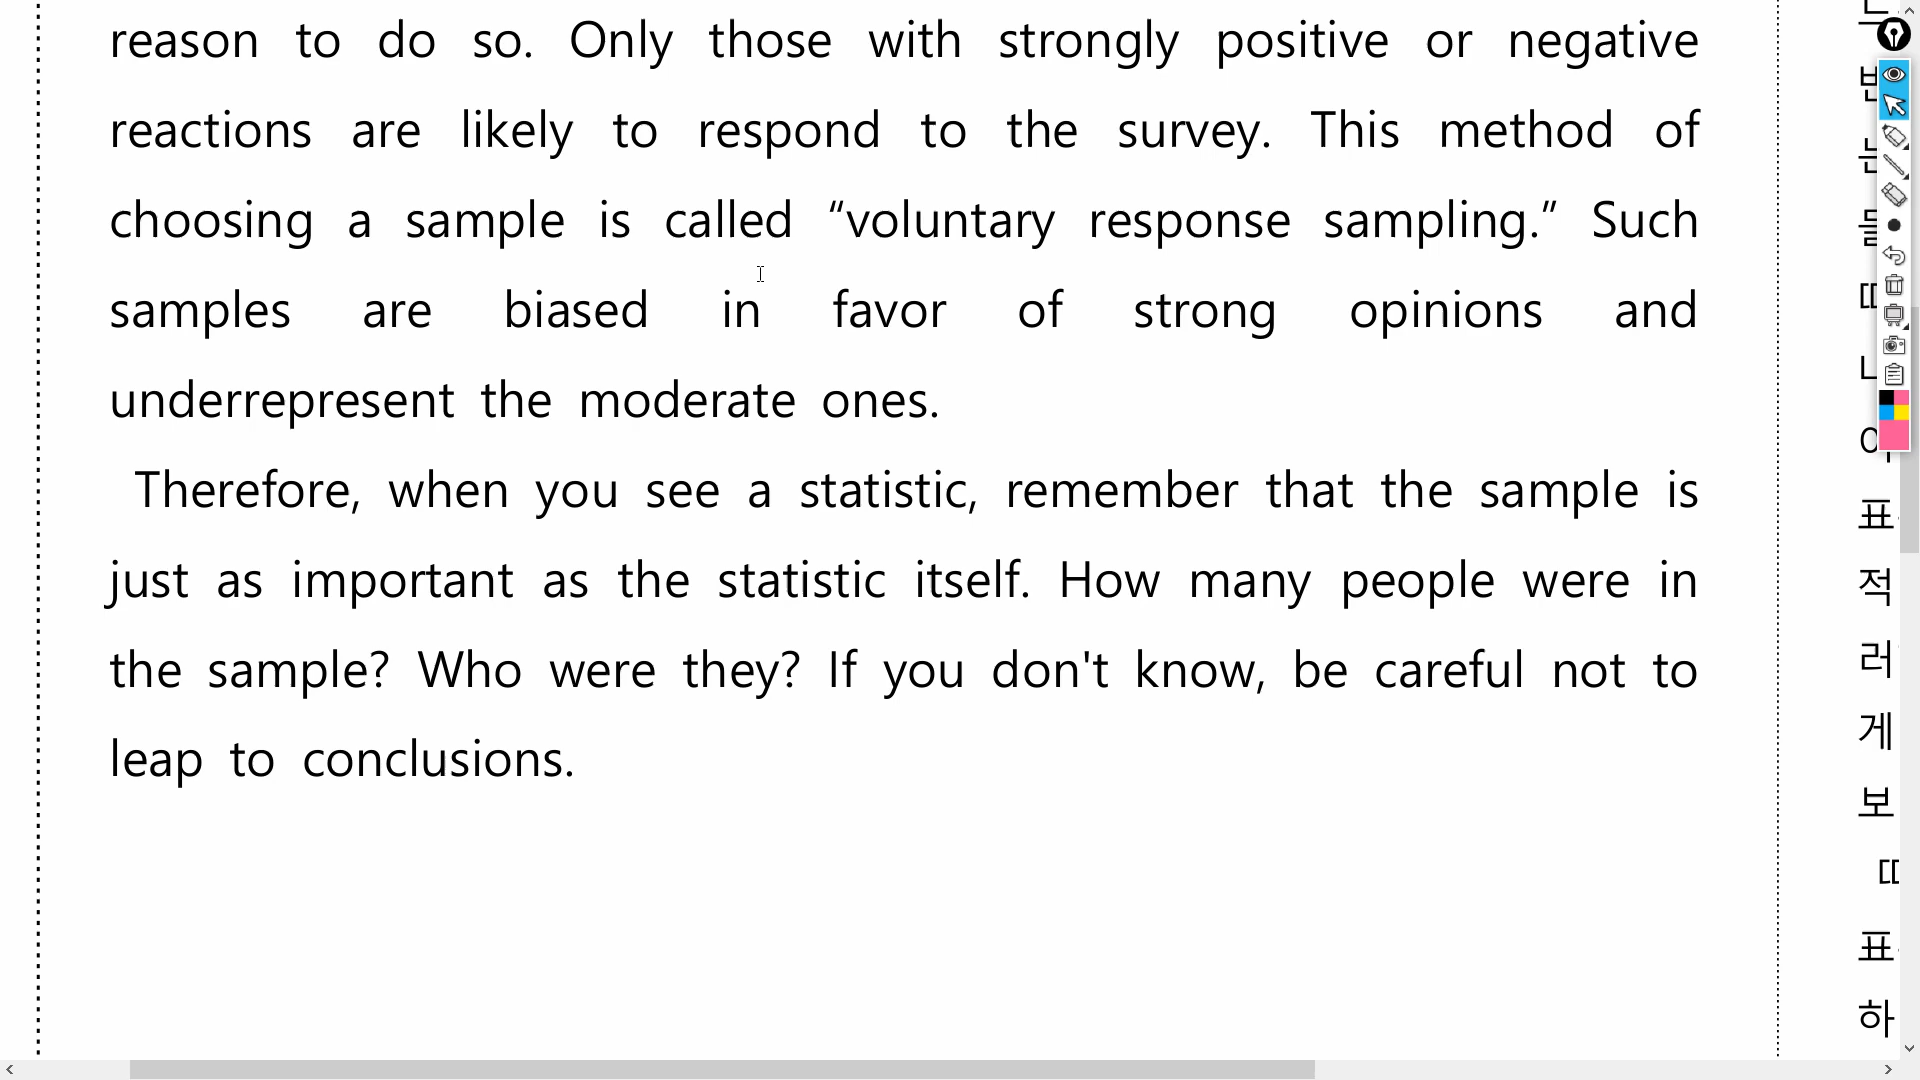 reason to do so. Only those with strongly positive or negative
reactions are likely to respond to the survey. This method of
choosing a sample is called “voluntary response sampling.” Such
samples are biased in favor of strong opinions and
underrepresent the moderate ones.
Therefore, when you see a statistic, remember that the sample is
just as important as the statistic itself. How many people were in
the sample? Who were they? If you don't know, be careful not to
leap to conclusions.
표
적
러
게
보
표
하